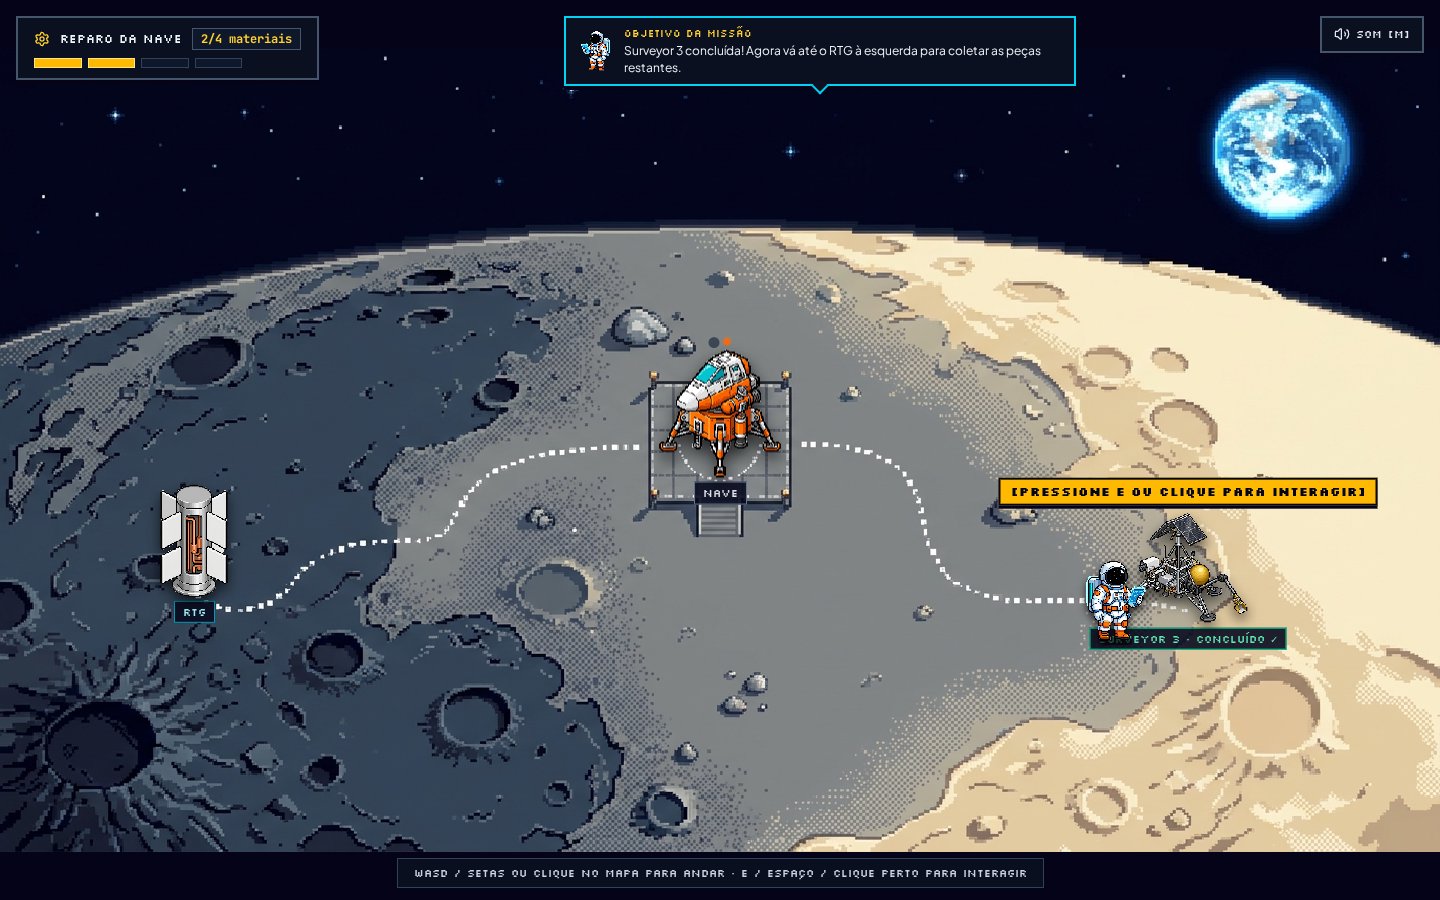 REPARO DA NAVE 2/4 materiais
OBJETIVO DA MISSÃO
Surveyor 3 concluída! Agora vá até o RTG à esquerda para coletar as peças
restantes.
SOM [M]
NAVE
[PRESSIONE E OU CLIQUE PARA INTERAGIR]
RTG
3 · CONCLUÍDO ✓
WASD / SETAS OU CLIQUE NO MAPA PARA ANDAR · E / ESPAÇO / CLIQUE PERTO PARA INTERAGIR